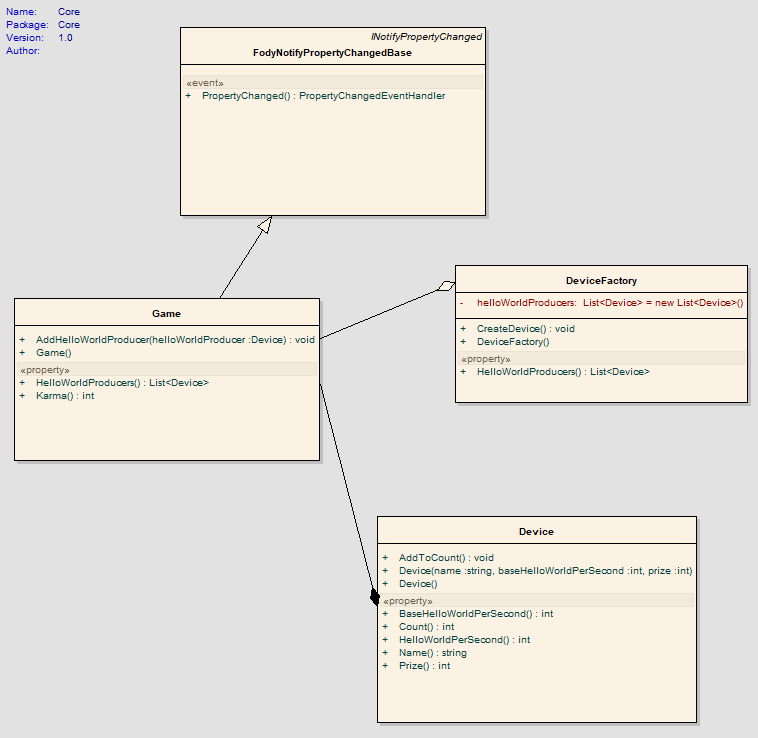 Name: Core
Package: Core
Version: 1.0
Author:
INotifyPropertyChanged
FodyNotifyPropertyChangedBase
«event»
+ PropertyChanged() : PropertyChangedEventHandler
DeviceFactory
- helloWorldProducers: List<Device> = new List<Device>()
+ CreateDevice() : void
+ DeviceFactory()
«property»
+ HelloWorldProducers() : List<Device>
Game
+ AddHelloWorldProducer(helloWorldProducer :Device) : void
+ Game()
«property»
+ HelloWorldProducers() : List<Device>
+ Karma() : int
Device
+ AddToCount() : void
+ Device(name :string, baseHelloWorldPerSecond :int, prize :int)
+ Device()
«property»
+ BaseHelloWorldPerSecond() : int
+ Count() : int
+ HelloWorldPerSecond() : int
+ Name() : string
+ Prize() : int